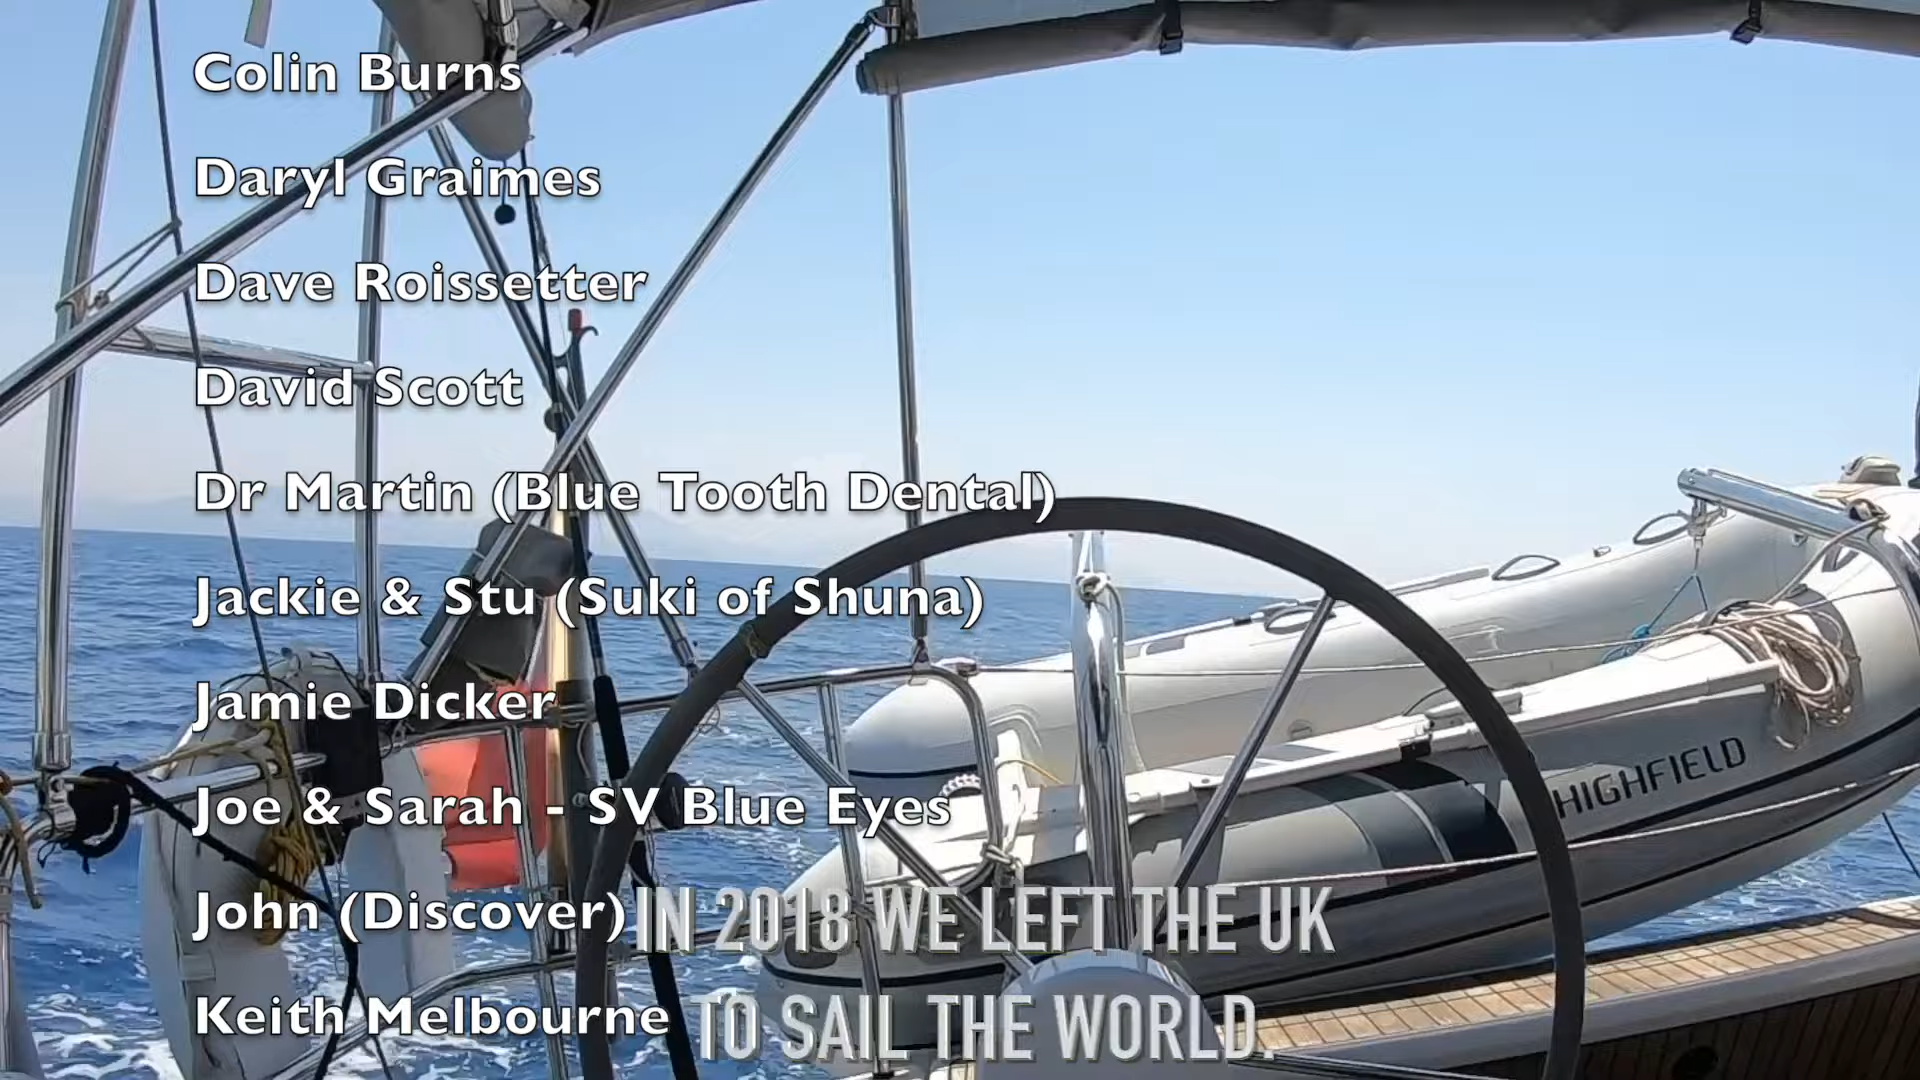 Colin Burns
Daryl Graimes
Dave Roissetter
David Scott
Dr Martin (Blue Tooth Dental)
Jackie & Stu (Suki of Shuna)
Jamie Dicker
Joe & Sarah - SV Blue Eyes
John (Discover)
Keith Melbourne
IN 2018 WE LEFT THE UK
TO SAIL THE WORLD.
HIGHFIELD